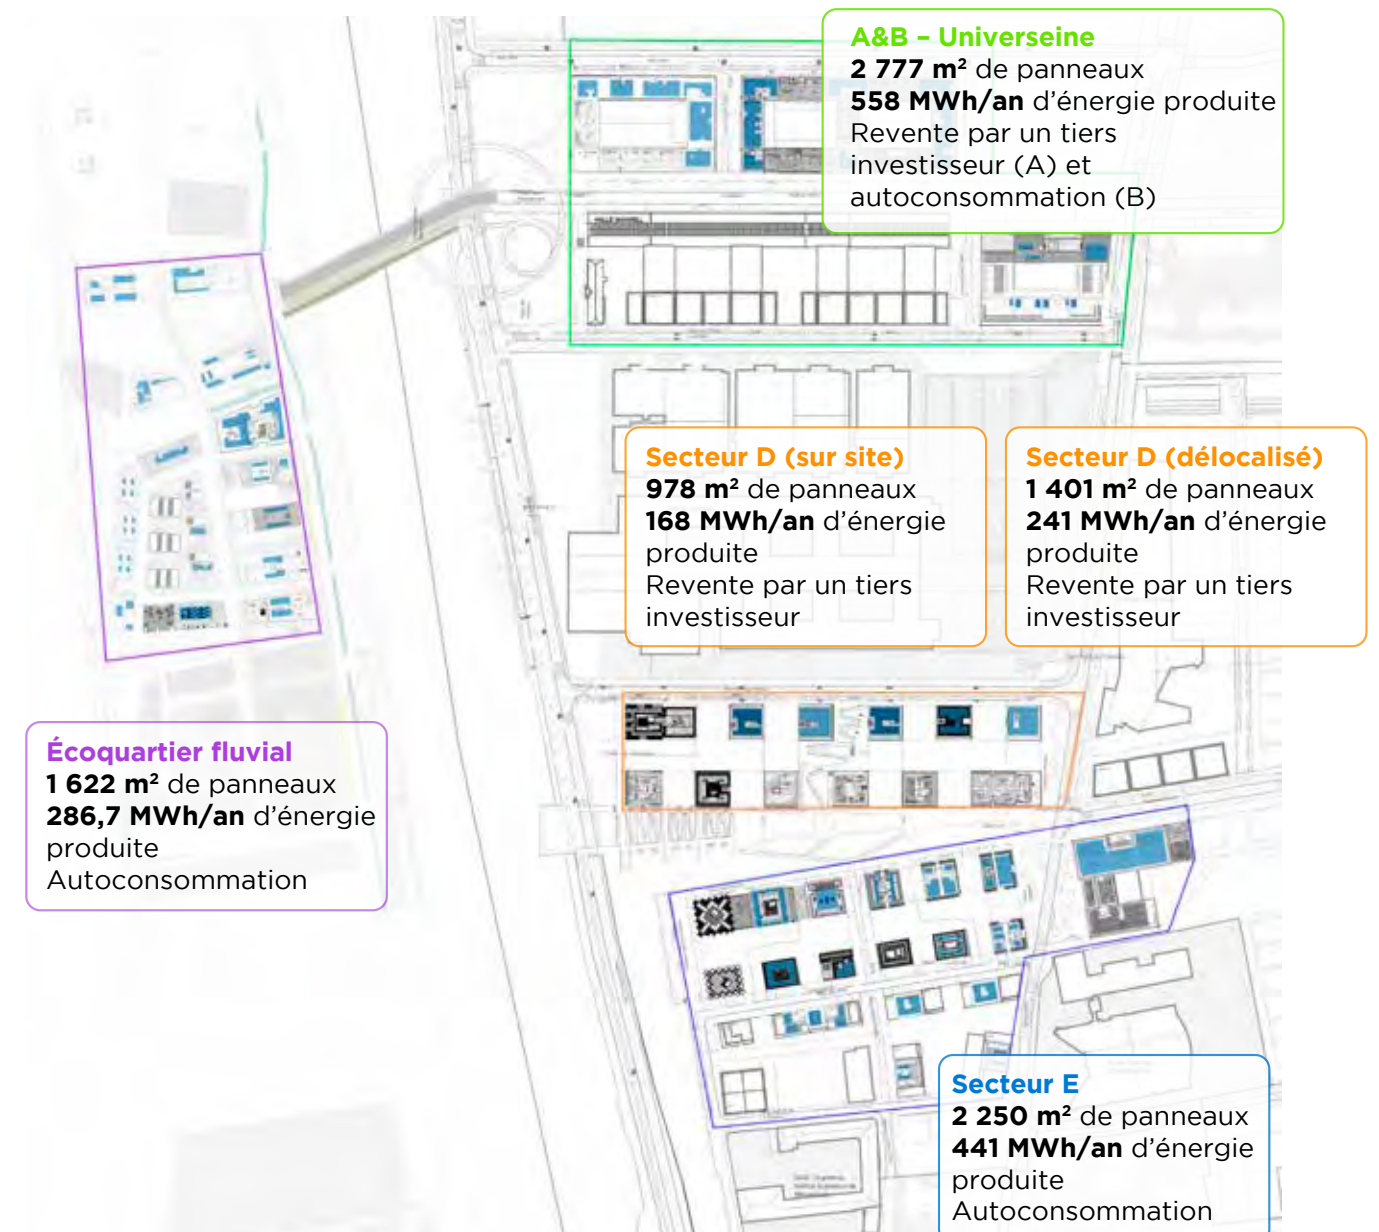 A&B – Universeine
2 777 m² de panneaux
558 MWh/an d'énergie produite
Revente par un tiers
investisseur (A) et
autoconsommation (B)
Secteur D (sur site)
978 m² de panneaux
168 MWh/an d'énergie
produite
Revente par un tiers
investisseur
Secteur D (délocalisé)
1 401 m² de panneaux
241 MWh/an d'énergie
produite
Revente par un tiers
investisseur
Écoquartier fluvial
1 622 m² de panneaux
286,7 MWh/an d'énergie
produite
Autoconsommation
Secteur E
2 250 m² de panneaux
441 MWh/an d'énergie
produite
Autoconsommation